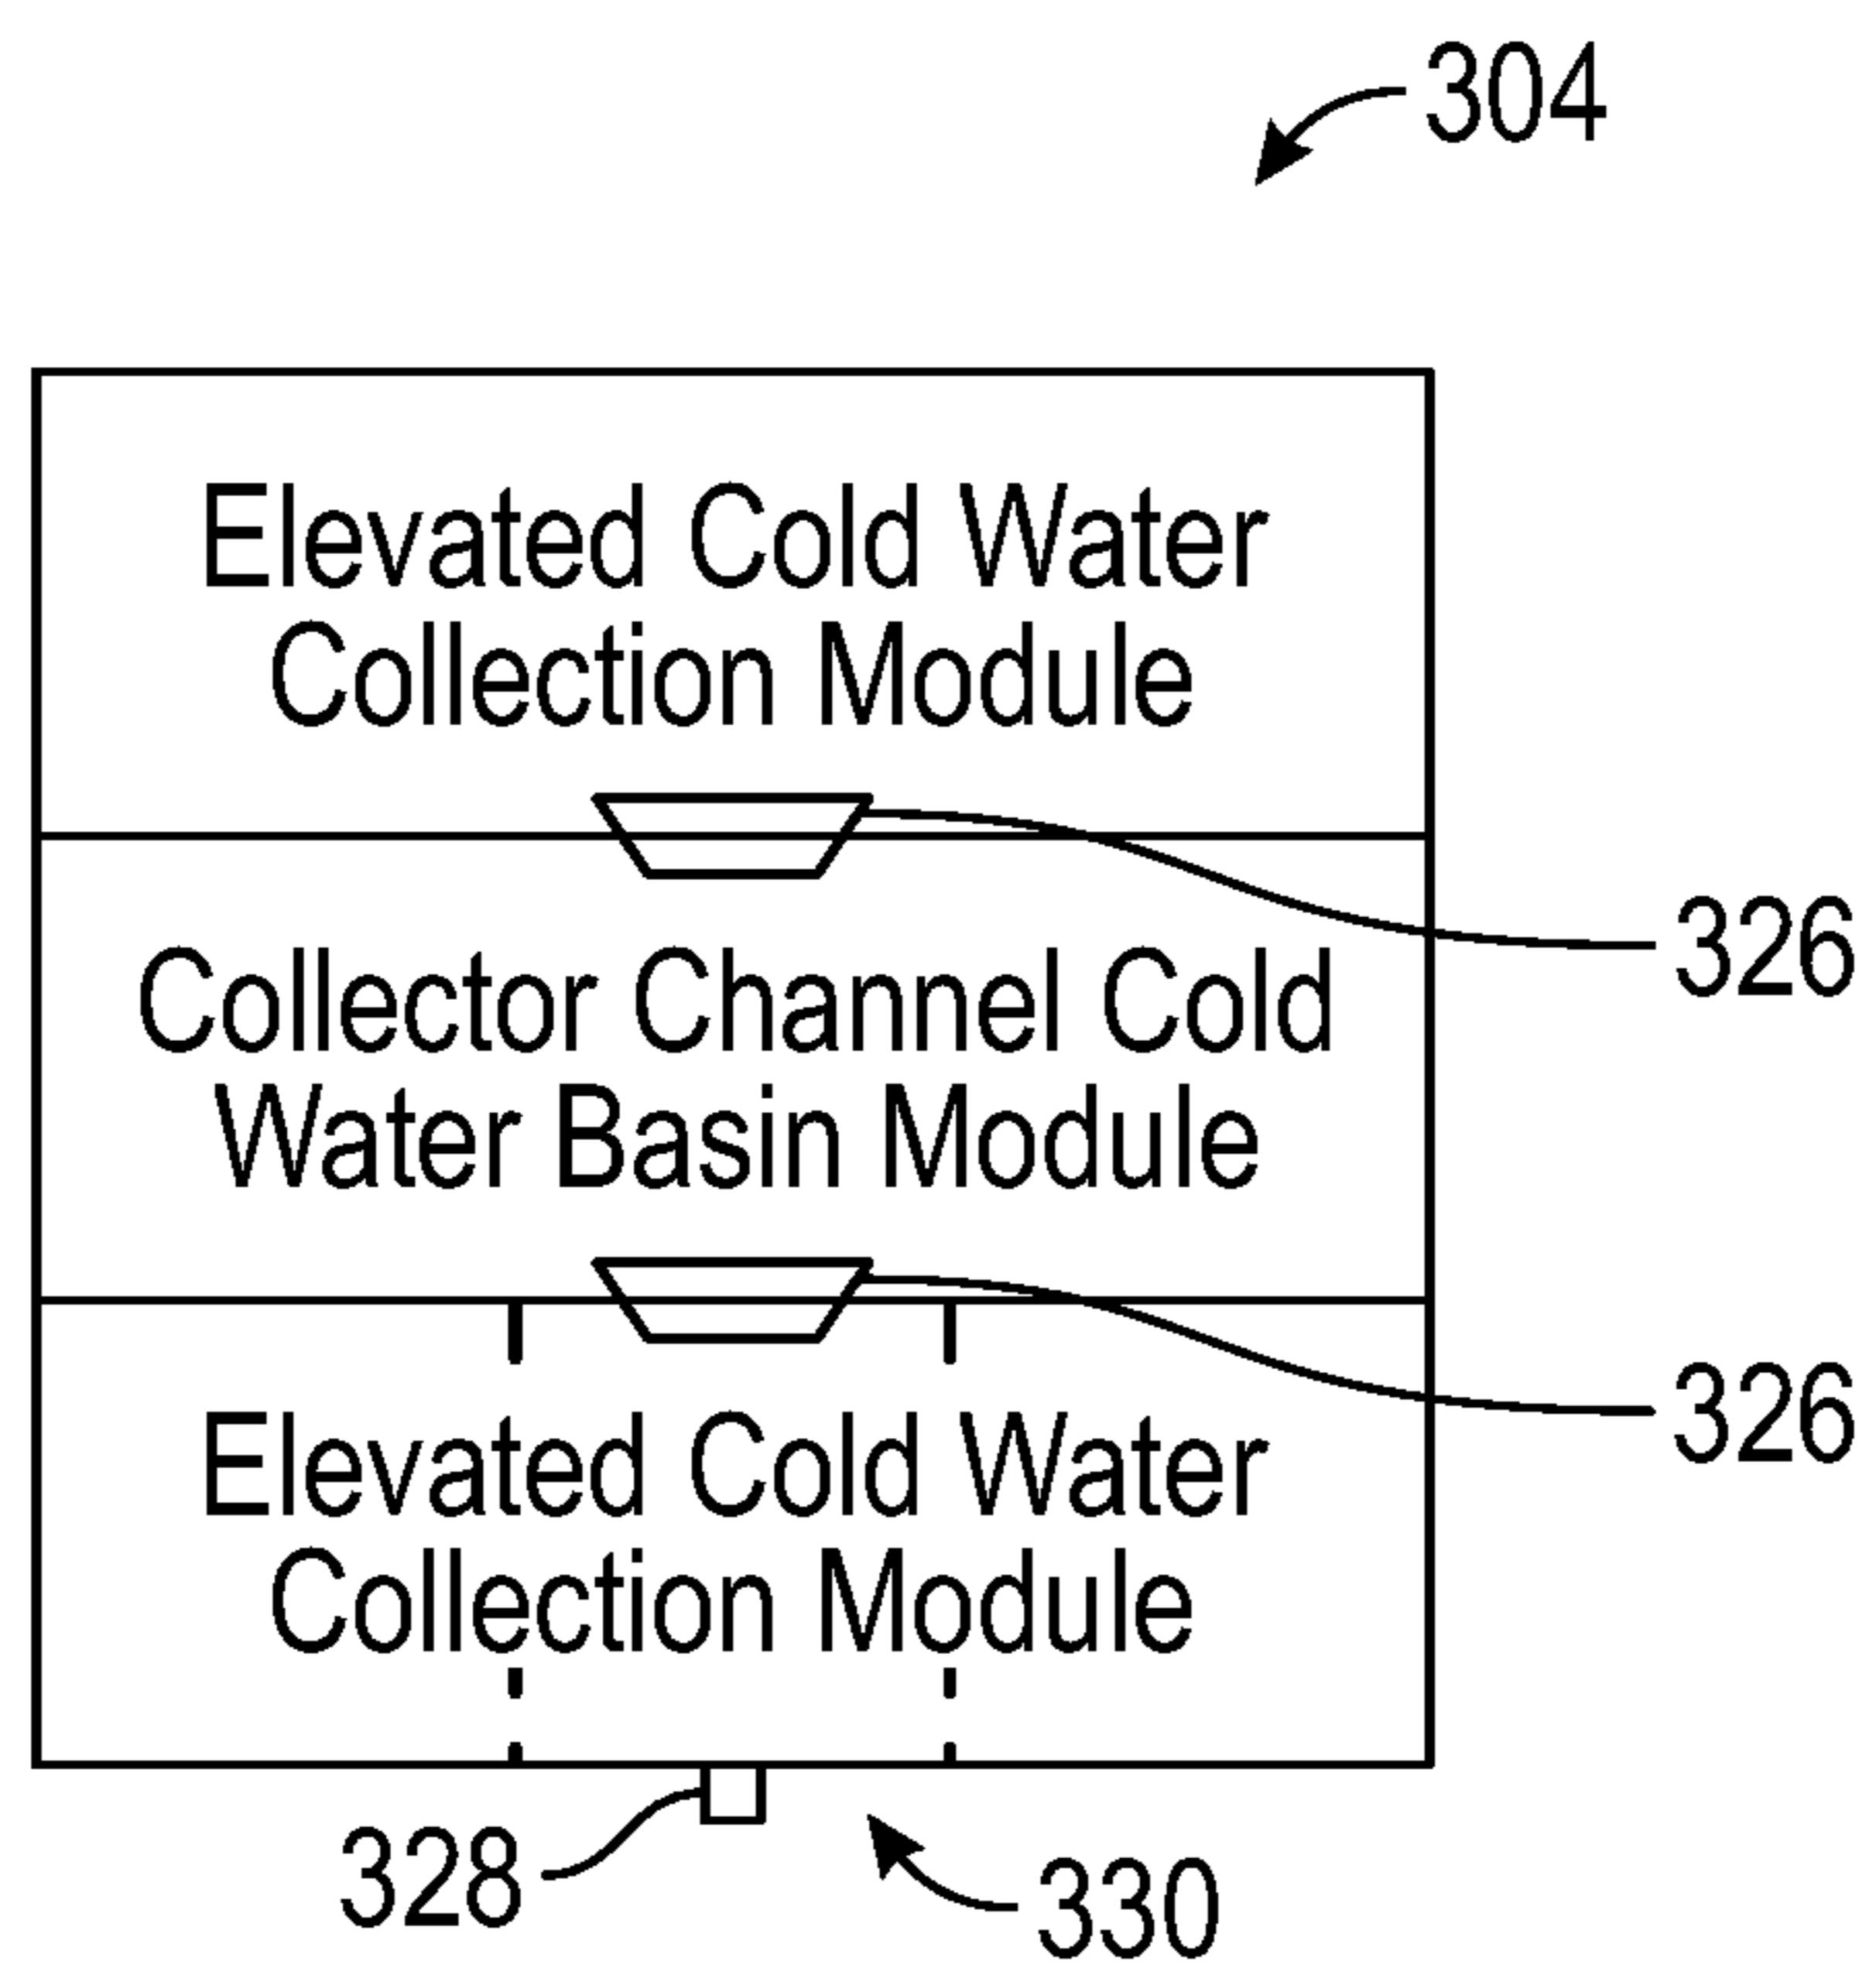 304
Elevated Cold Water
Collection Module
326
Collector Channel Cold
Water Basin Module
326
Elevated Cold Water
Collection Module
328
330